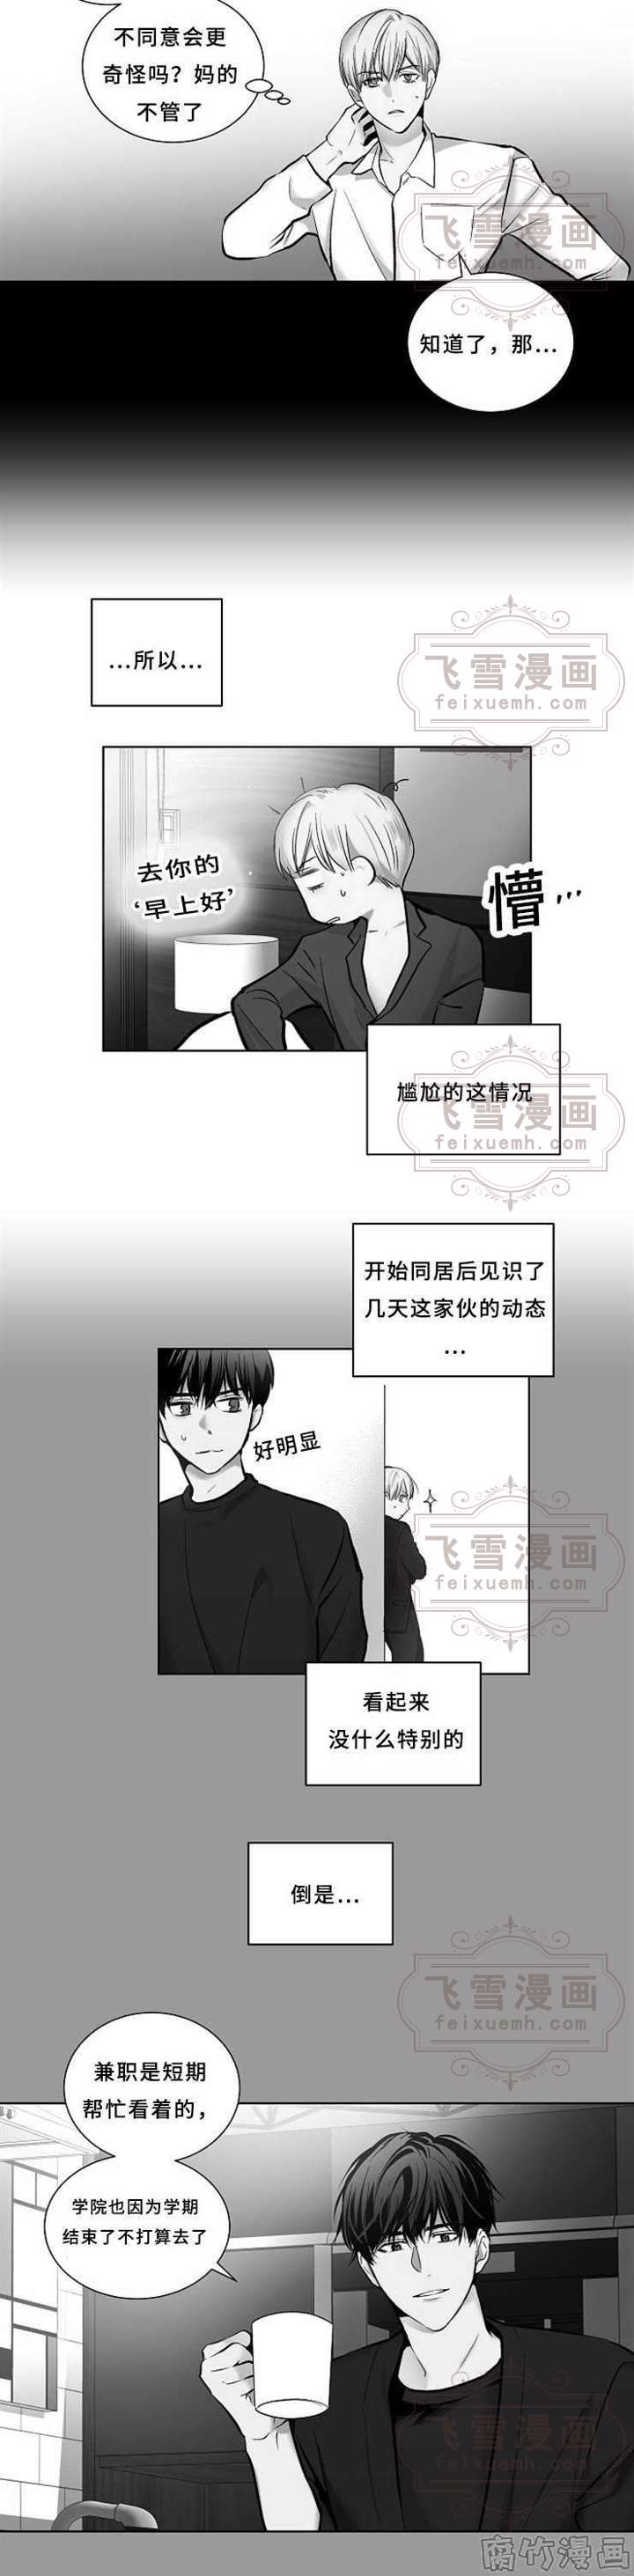 不同意会更
奇怪吗？妈的
不管了
飞雪漫画
feixuemh.com
知道了，那...
...所以...
飞雪漫画
feixuemh.com
去你的
‘早上好’
懵...
尴尬的这情况
飞雪漫画
feixuemh.com
开始同居后见识了
几天这家伙的动态
...
好明显
飞雪漫画
feixuemh.com
看起来
没什么特别的
倒是...
飞雪漫画
feixuemh.com
兼职是短期
帮忙看着的，
学院也因为学期
结束了不打算去了
飞雪漫画
feixuemh.com
腐竹漫画